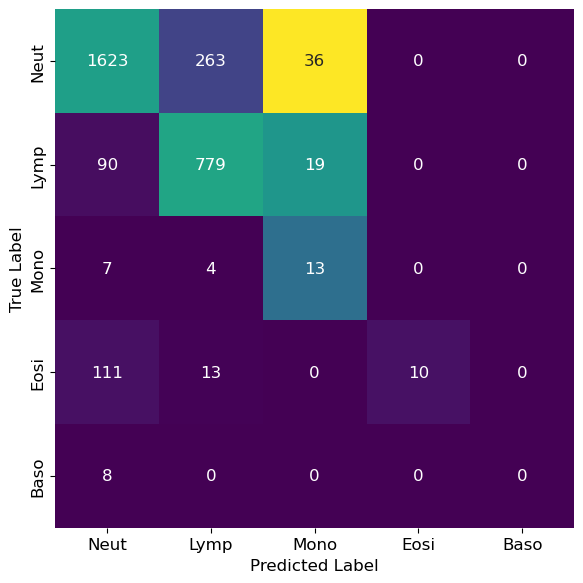 True Label
Neut 1623 263 36 0 0
Lymp 90 779 19 0 0
Mono 7 4 13 0 0
Eosi 111 13 0 10 0
Baso 8 0 0 0 0
Neut Lymp Mono Eosi Baso
Predicted Label